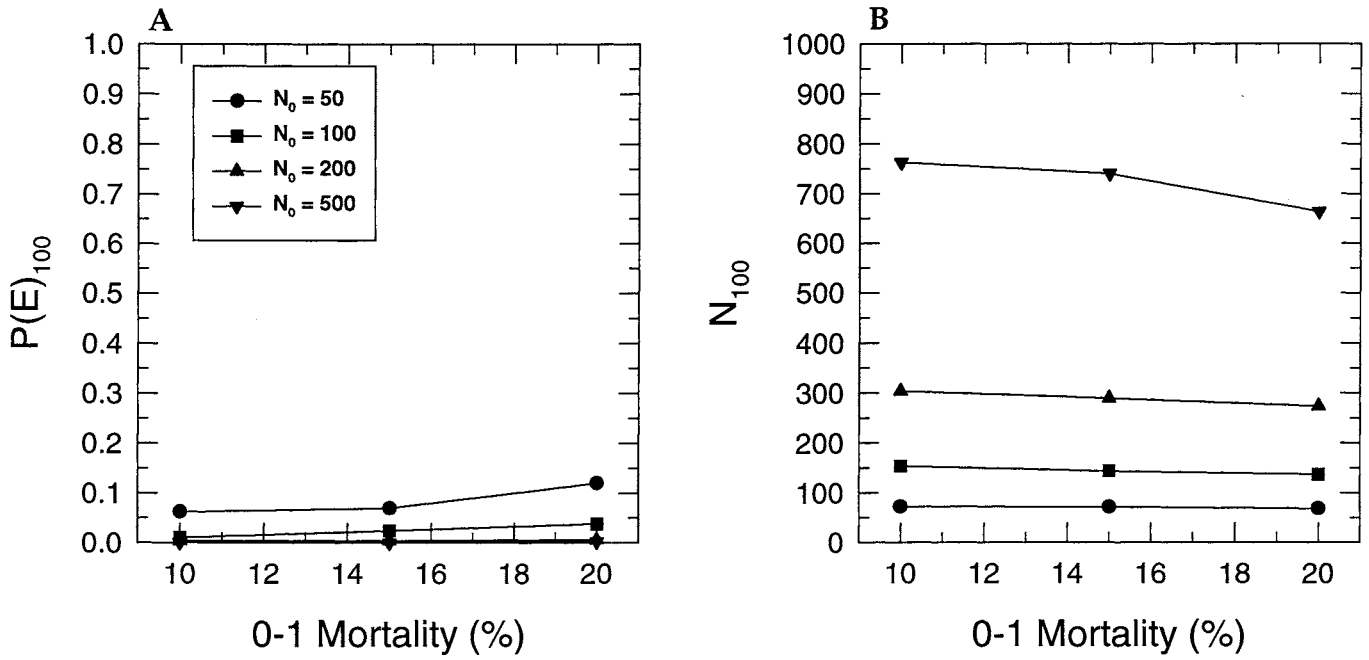 A
1.0
0.9
0.8
0.7
0.6
0.5
0.4
0.3
0.2
0.1
0.0
P(E)₁₀₀
N₀ = 50
N₀ = 100
N₀ = 200
N₀ = 500
10 12 14 16 18 20
0-1 Mortality (%)
B
1000
900
800
700
600
500
400
300
200
100
0
N₁₀₀
10 12 14 16 18 20
0-1 Mortality (%)